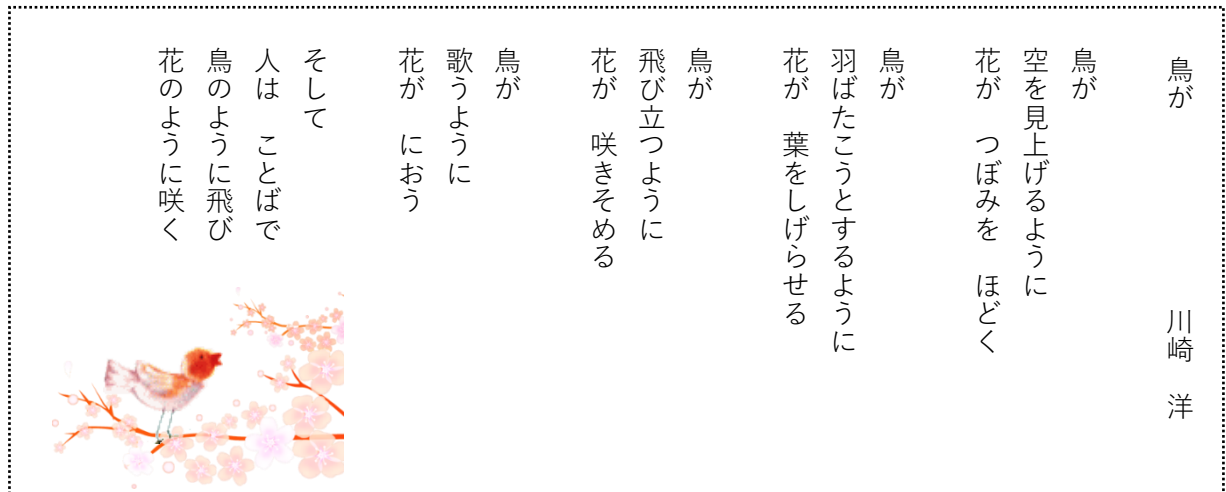 鳥が　　　　川崎　洋
鳥が
空を見上げるように
花が　つぼみを　ほどく
鳥が
羽ばたこうとするように
花が　葉をしげらせる
鳥が
飛び立つように
花が　咲きそめる
鳥が
歌うように
花が　におう
そして
人は　ことばで
鳥のように飛び
花のように咲く